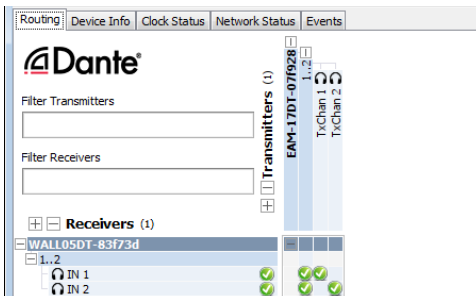 Routing Device Info Clock Status Network Status Events
Dante®
Filter Transmitters
Filter Receivers
Transmitters (1)
EAM-17DT-07f928
1..2
TxChan 1
TxChan 2
Receivers (1)
WALL05DT-83f73d
1..2
IN 1
IN 2